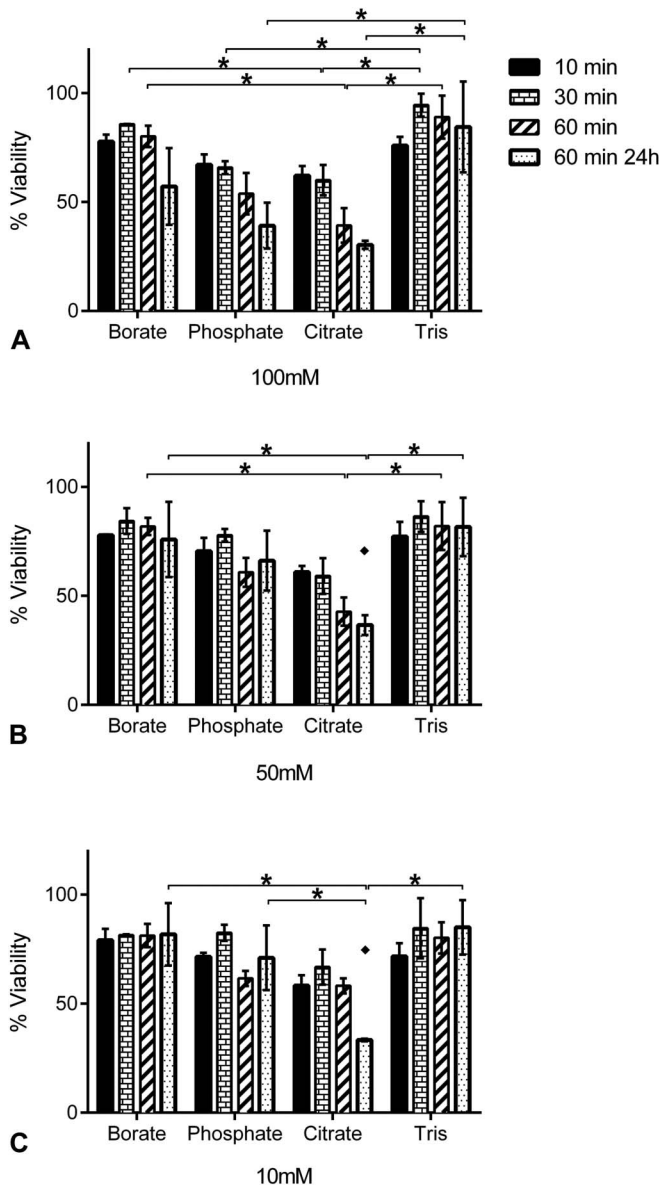 * * * * * * *
10 min
30 min
60 min
60 min 24h
% Viability
100
50
0
Borate Phosphate Citrate Tris
A
100mM
* * * *
% Viability
100
50
0
Borate Phosphate Citrate Tris
B
50mM
* * *
% Viability
100
50
0
Borate Phosphate Citrate Tris
C
10mM